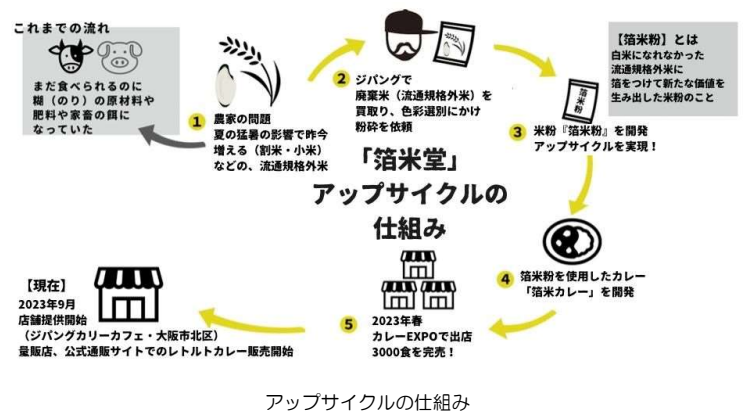 これまでの流れ
まだ食べられるのに
糊（のり）の原材料や
肥料や家畜の餌に
なっていた
1
農家の問題
夏の猛暑の影響で昨今
増える（割米・小米）
などの、流通規格外米
2
ジパングで
廃棄米（流通規格外米）を
買取り、色彩選別にかけ
粉砕を依頼
【箔米粉】とは
白米になれなかった
流通規格外米に
箔をつけて新たな価値を
生み出した米粉のこと
箔米粉
3
米粉『箔米粉』を開発
アップサイクルを実現！
「箔米堂」
アップサイクルの
仕組み
4
箔米粉を使用したカレー
「箔米カレー」を開発
5
2023年春
カレーEXPOで出店
3000食を完売！
【現在】
2023年9月
店舗提供開始
（ジパングカリーカフェ・大阪市北区）
量販店、公式通販サイトでのレトルトカレー販売開始
アップサイクルの仕組み